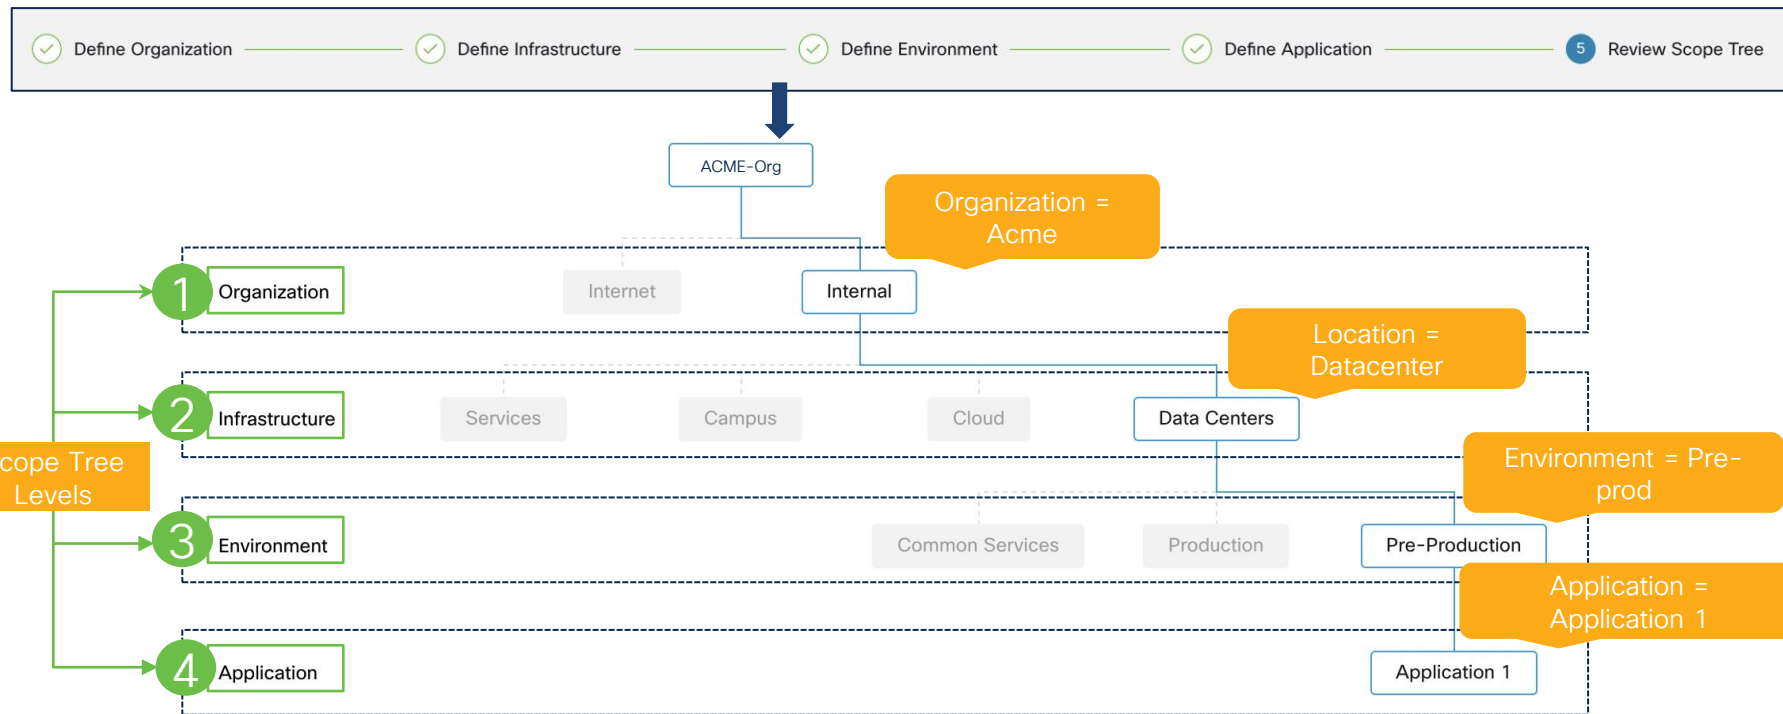 Define Organization
Define Infrastructure
Define Environment
Define Application
5 Review Scope Tree
ACME-Org
Organization =
Acme
1 Organization
Internet
Internal
Location =
Datacenter
2 Infrastructure
Services
Campus
Cloud
Data Centers
cope Tree
Levels
Environment = Pre-
prod
3 Environment
Common Services
Production
Pre-Production
Application =
Application 1
4 Application
Application 1